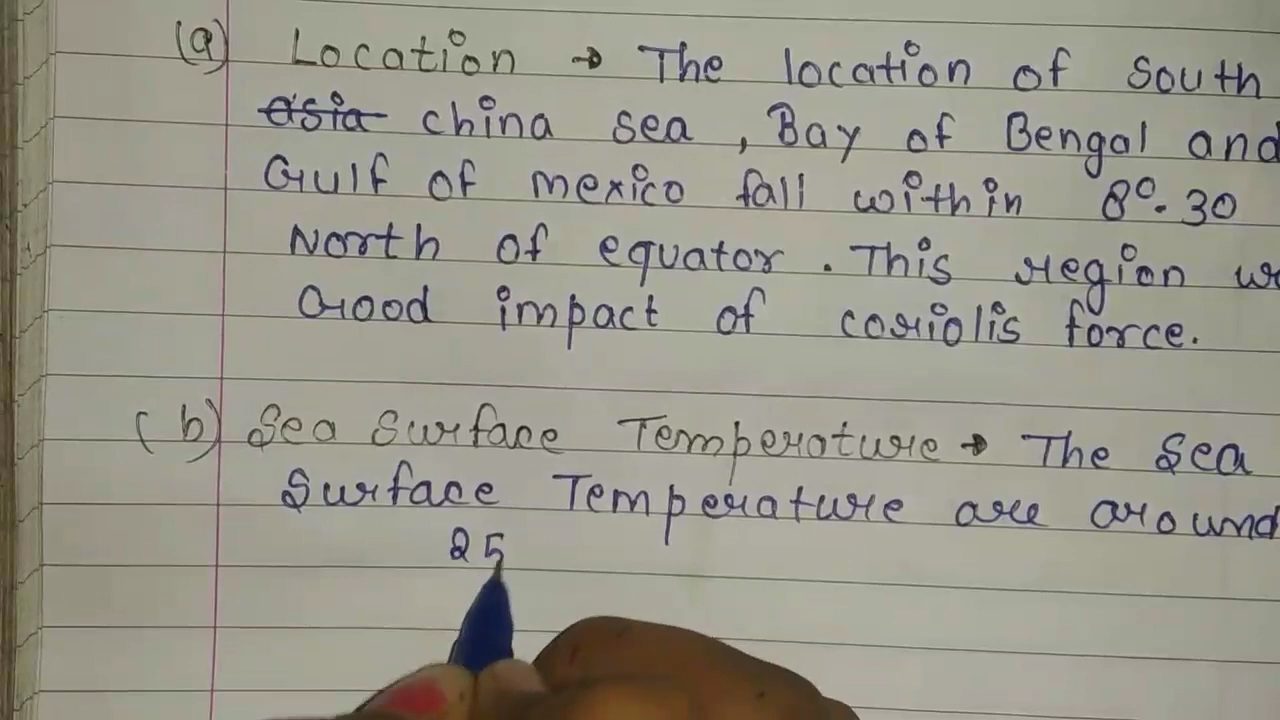 (a) Location → The location of south
asia china sea , Bay of Bengal and
Gulf of mexico fall within 8°- 30
North of equator . This region
Good impact of coriolis force.
(b) Sea Surface Temperature → The Sea
Surface Temperature are around
25